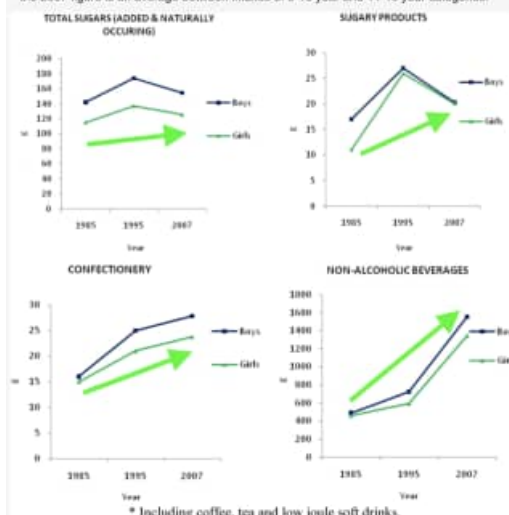 TOTAL SUGARS (ADDED & NATURALLY
OCCURING)
200
180
160
140
120
100
80
60
40
20
0
g
1985 1995 2007
Year
Boys
Girls
SUGARY PRODUCTS
30
25
20
15
10
5
0
g
1985 1995 2007
Year
Boys
Girls
CONFECTIONERY
30
25
20
15
10
5
0
g
1985 1995 2007
Year
Boys
Girls
NON-ALCOHOLIC BEVERAGES
1800
1600
1400
1200
1000
800
600
400
200
0
g
1985 1995 2007
Year
* Including coffee, tea and low joule soft drinks.